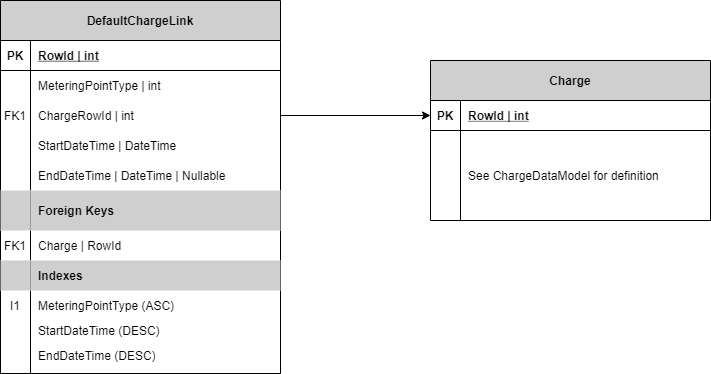 DefaultChargeLink
PK RowId | int
MeteringPointType | int
FK1 ChargeRowId | int
StartDateTime | DateTime
EndDateTime | DateTime | Nullable
Foreign Keys
FK1 Charge | RowId
Indexes
I1 MeteringPointType (ASC)
StartDateTime (DESC)
EndDateTime (DESC)
Charge
PK RowId | int
See ChargeDataModel for definition